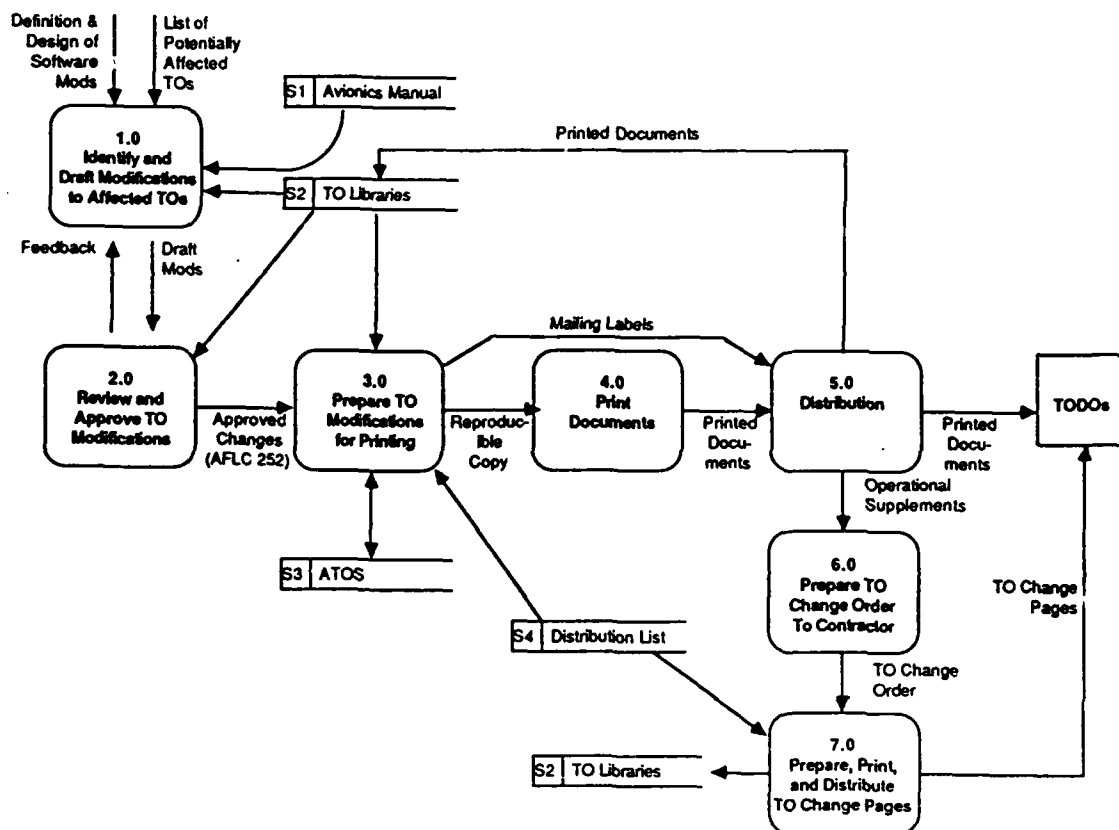 Definition &
Design of
Software
Mods
List of
Potentially
Affected
TOs
S1 Avionics Manual
1.0
Identify and
Draft Modifications
to Affected TOs
Printed Documents
S2 TO Libraries
Feedback
Draft
Mods
Mailing Labels
2.0
Review and
Approve TO
Modifications
Approved
Changes
(AFLC 252)
3.0
Prepare TO
Modifications
for Printing
Reproduc-
ible
Copy
4.0
Print
Documents
Printed
Docu-
ments
5.0
Distribution
Printed
Docu-
ments
TODOs
Operational
Supplements
S3 ATOS
6.0
Prepare TO
Change Order
To Contractor
TO Change
Pages
S4 Distribution List
TO Change
Order
S2 TO Libraries
7.0
Prepare, Print,
and Distribute
TO Change Pages